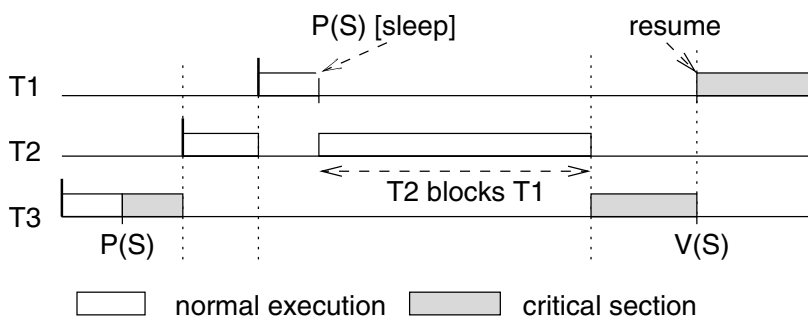 P(S) [sleep]
resume
T1
T2
T2 blocks T1
T3
P(S)
V(S)
normal execution
critical section